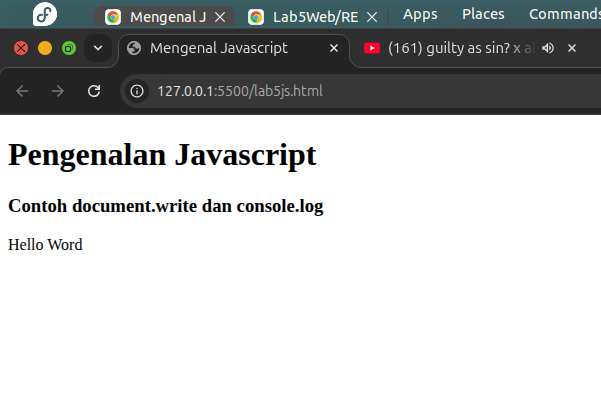 Mengenal J
Lab5Web/RE
Apps
Places
Commands
Mengenal Javascript
(161) guilty as sin? x a
127.0.0.1:5500/lab5js.html
Pengenalan Javascript
Contoh document.write dan console.log
Hello Word